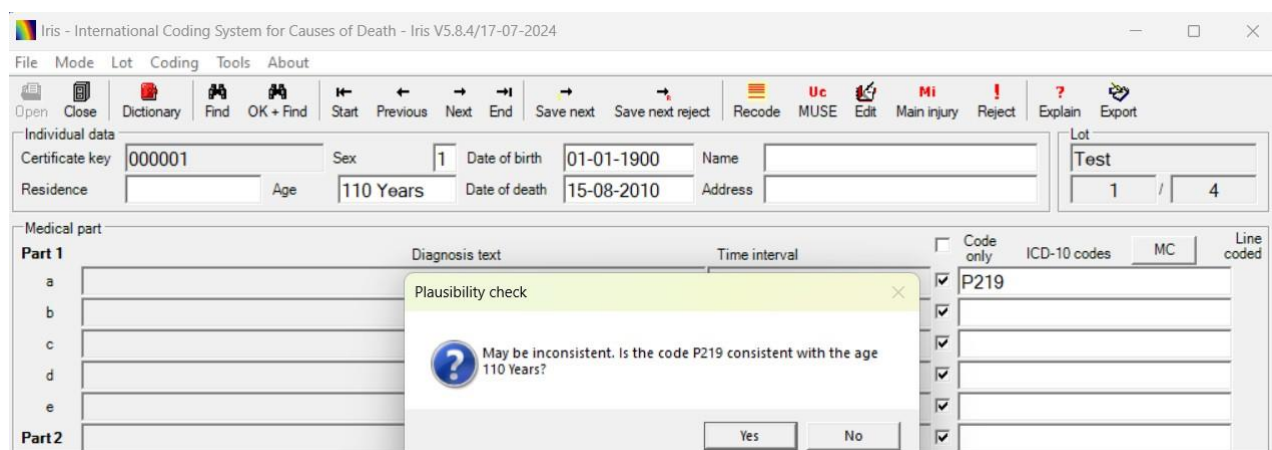 Iris - International Coding System for Causes of Death - Iris V5.8.4/17-07-2024
File Mode Lot Coding Tools About
Open Close Dictionary Find OK + Find Start Previous Next End Save next Save next reject Recode Uc MUSE Edit Mi Main injury ! Reject ? Explain Export
Individual data Lot
Certificate key 000001 Sex 1 Date of birth 01-01-1900 Name Test
Residence Age 110 Years Date of death 15-08-2010 Address 1 / 4
Medical part
Part 1 Diagnosis text Time interval Code only ICD-10 codes MC Line coded
a P219
Plausibility check
b
c
May be inconsistent. Is the code P219 consistent with the age
110 Years?
d
e
Part 2
Yes No